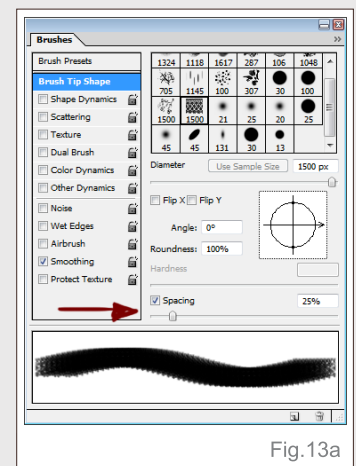 Brushes
Brush Presets
Brush Tip Shape
Shape Dynamics
Scattering
Texture
Dual Brush
Color Dynamics
Other Dynamics
Noise
Wet Edges
Airbrush
Smoothing
Protect Texture
1324 1118 1617 287 106 1048
705 1145 100 307 30 100
1500 1500 21 25 20 25
45 45 131 30 13
Diameter Use Sample Size 1500 px
Flip X Flip Y
Angle: 0º
Roundness: 100%
Hardness
Spacing 25%
Fig.13a